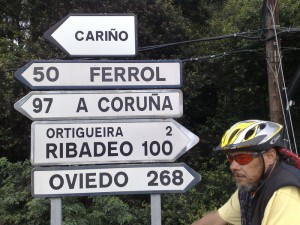 CARIÑO
50 FERROL
97 A CORUÑA
ORTIGUEIRA 2
RIBADEO 100
OVIEDO 268